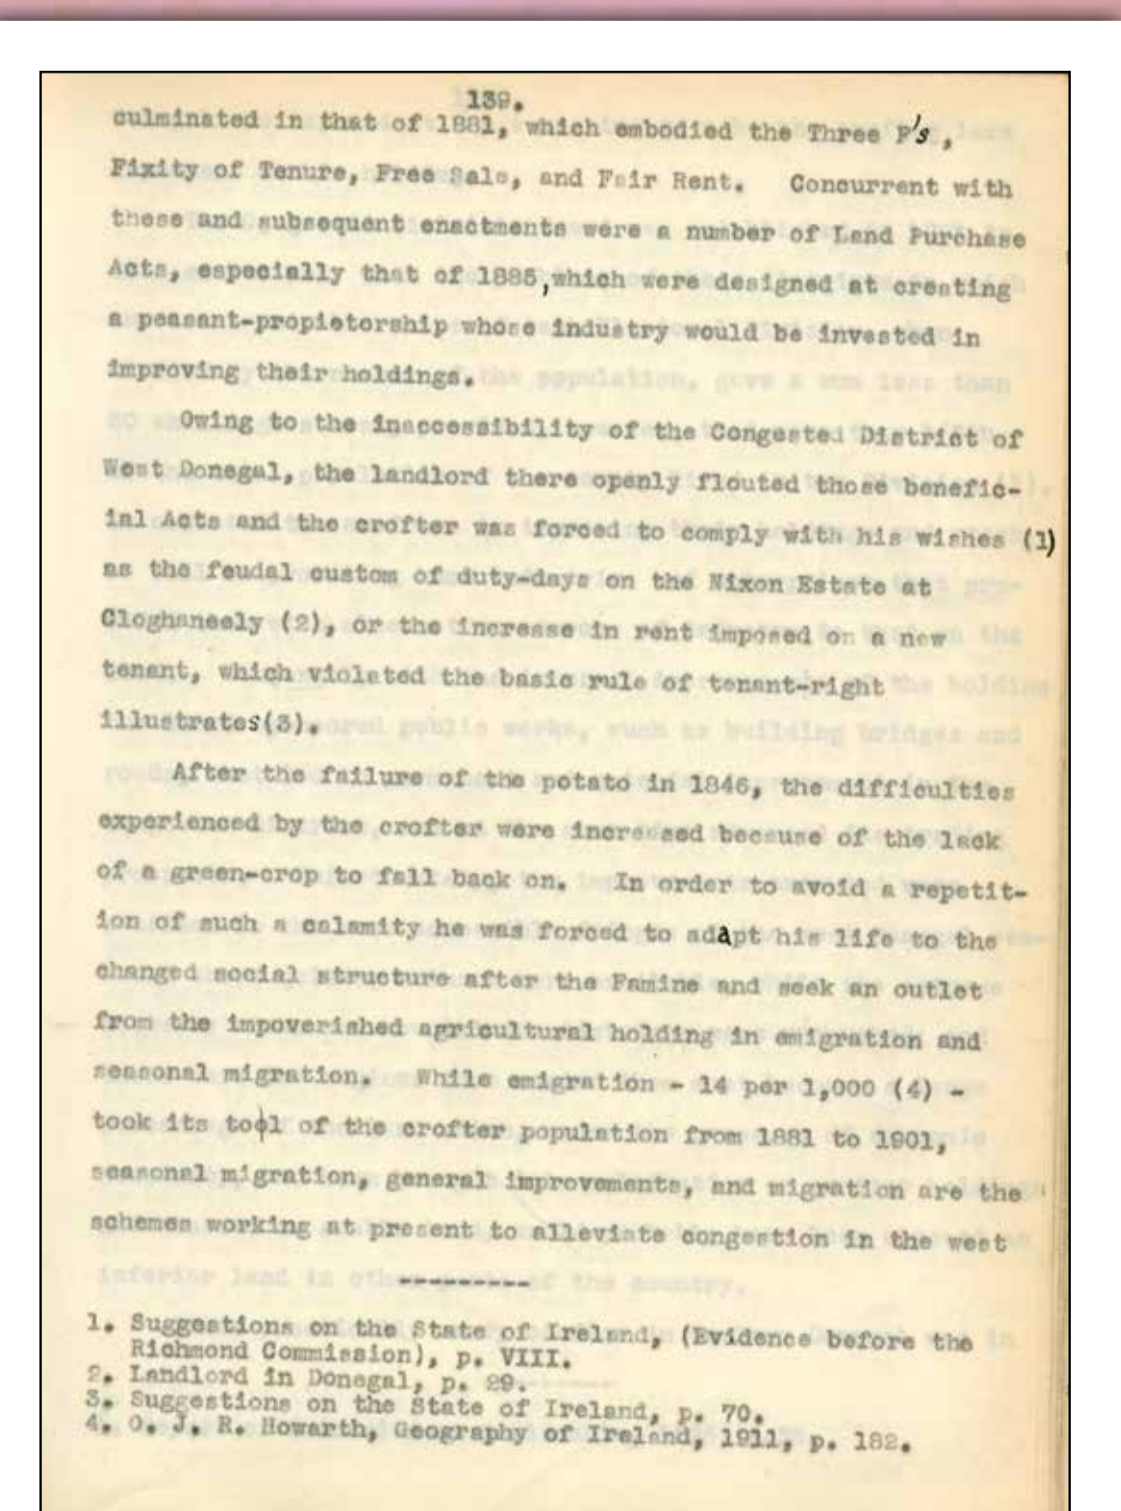 139.
culminated in that of 1881, which embodied the Three F's,
Fixity of Tenure, Free Sale, and Fair Rent. Concurrent with
these and subsequent enactments were a number of Land Purchase
Acts, especially that of 1885, which were designed at creating
a peasant-propietorship whose industry would be invested in
improving their holdings.
Owing to the inaccessibility of the Congested District of
West Donegal, the landlord there openly flouted those benefic-
ial Acts and the crofter was forced to comply with his wishes (1)
as the feudal custom of duty-days on the Nixon Estate at
Cloghaneely (2), or the increase in rent imposed on a new
tenant, which violated the basic rule of tenant-right
illustrates(3).
After the failure of the potato in 1846, the difficulties
experienced by the crofter were increased because of the lack
of a green-crop to fall back on. In order to avoid a repetit-
ion of such a calamity he was forced to adapt his life to the
changed social structure after the Famine and seek an outlet
from the impoverished agricultural holding in emigration and
seasonal migration. While emigration - 14 per 1,000 (4) -
took its tool of the crofter population from 1881 to 1901,
seasonal migration, general improvements, and migration are the
schemes working at present to alleviate congestion in the west
---------
1. Suggestions on the State of Ireland, (Evidence before the
Richmond Commission), p. VIII.
2. Landlord in Donegal, p. 29.
3. Suggestions on the State of Ireland, p. 70.
4. O. J. R. Howarth, Geography of Ireland, 1911, p. 182.